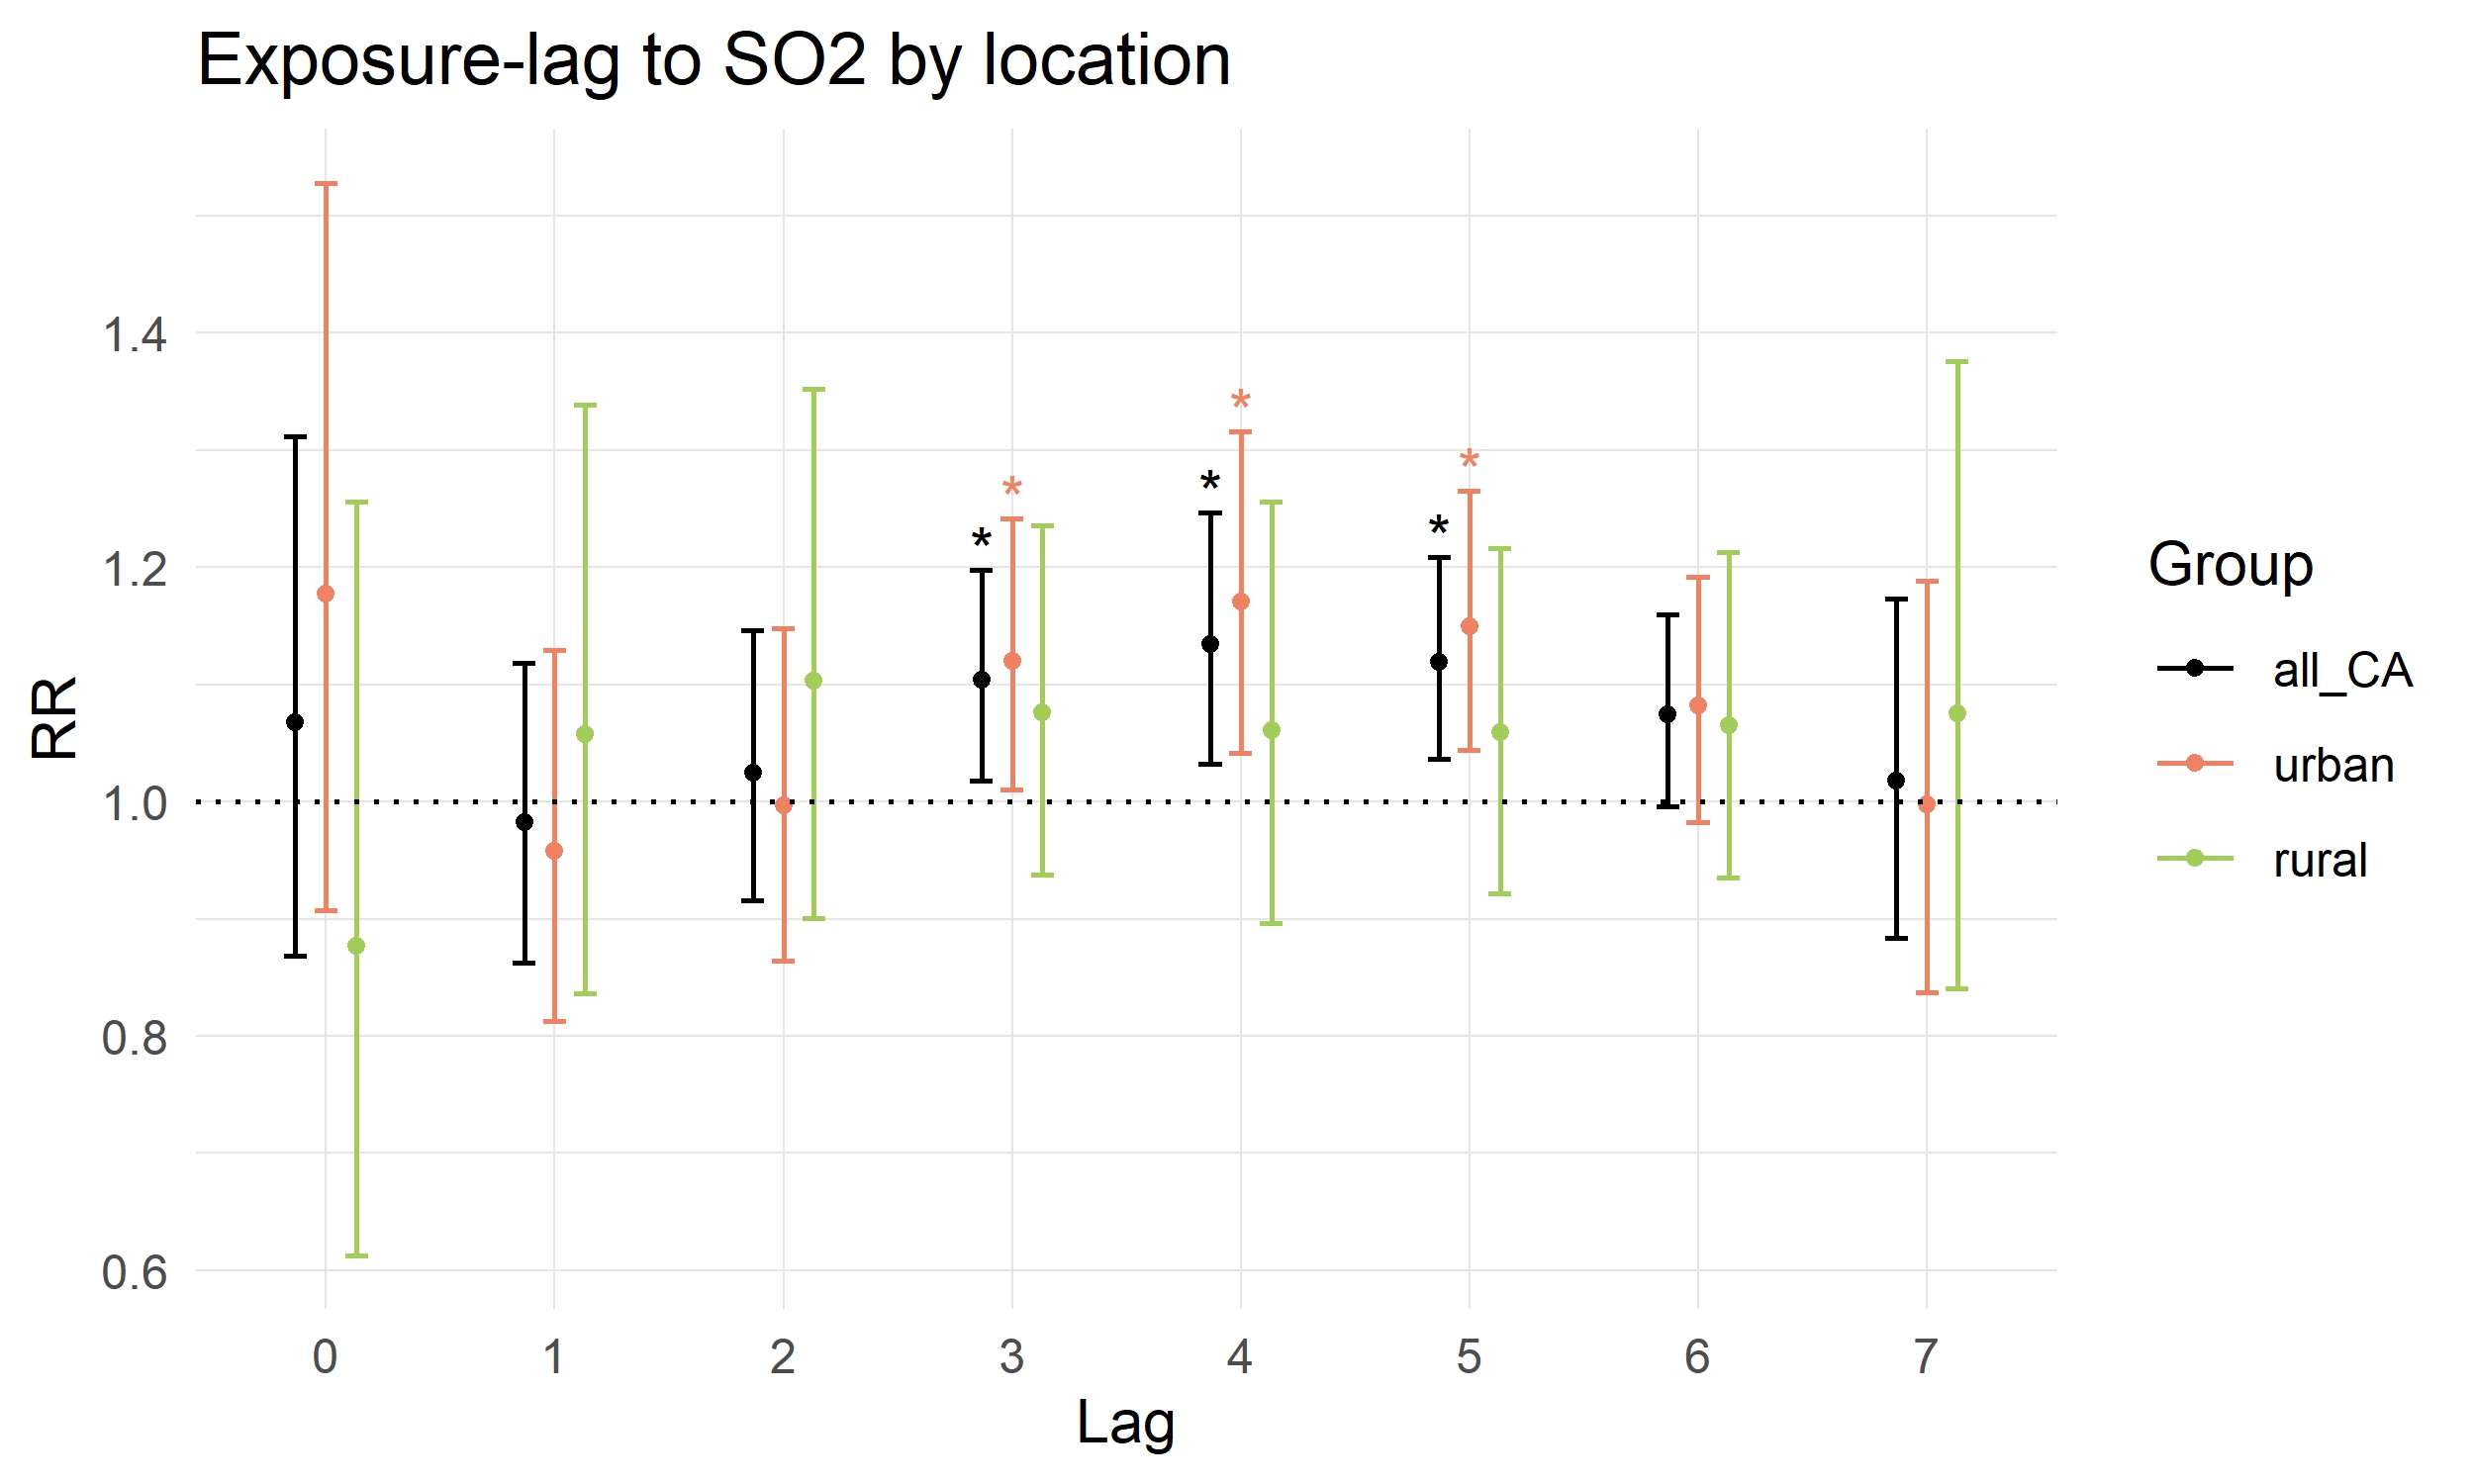 Exposure-lag to SO2 by location
*
*
*
*
*
*
1.4
1.2
1.0
0.8
0.6
RR
0 1 2 3 4 5 6 7
Lag
Group
all_CA
urban
rural